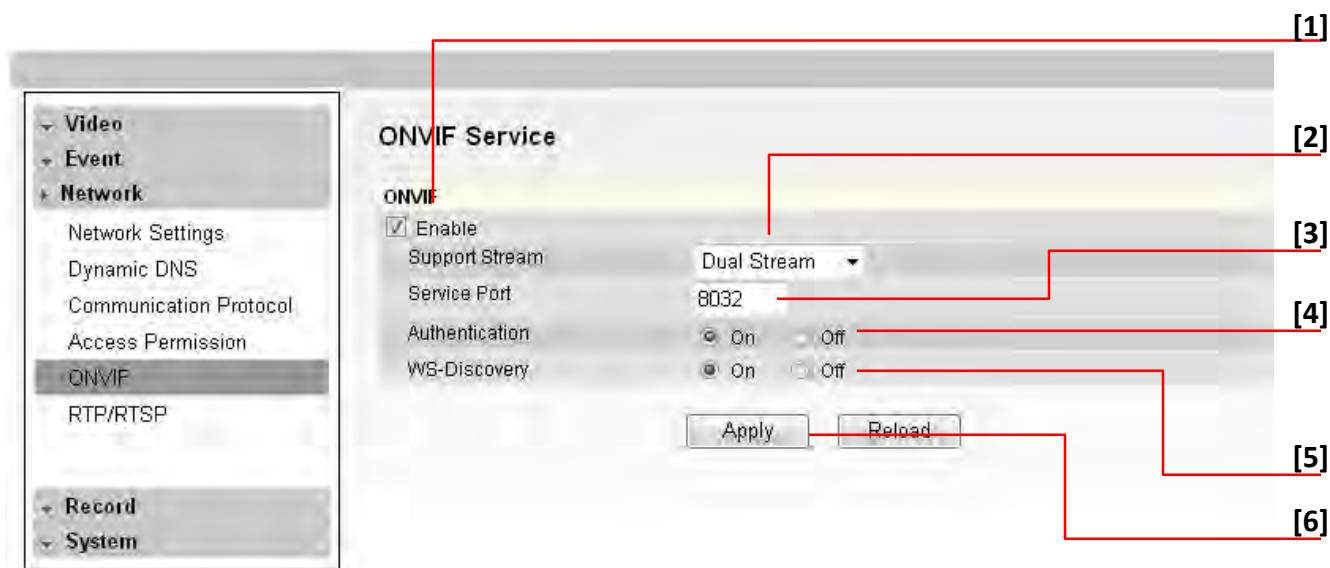 [1]
Video
Event
Network
Network Settings
Dynamic DNS
Communication Protocol
Access Permission
ONVIF
RTP/RTSP
Record
System
ONVIF Service
[2]
ONVIF
Enable
Support Stream Dual Stream
[3]
Service Port 8032
[4]
Authentication On Off
WS-Discovery On Off
Apply Reload
[5]
[6]